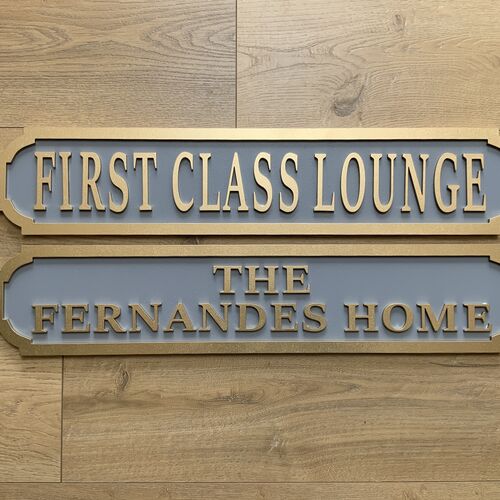 FIRST CLASS LOUNGE
THE
FERNANDES HOME